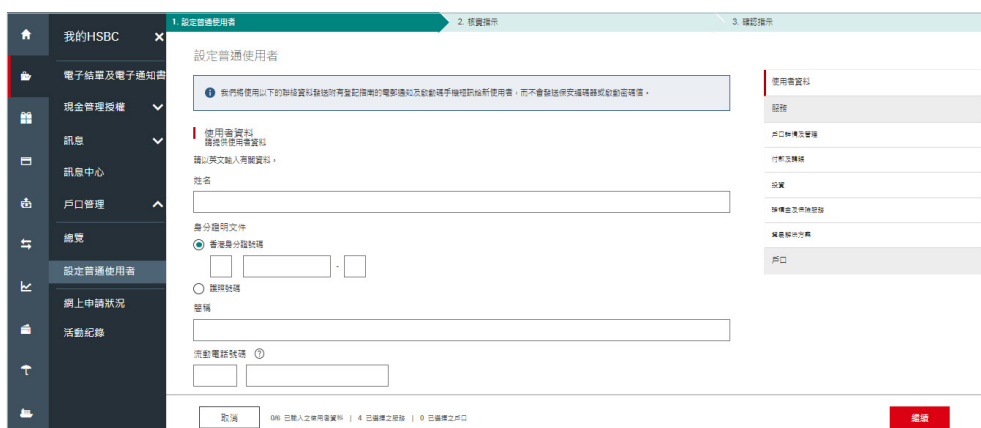 1. 設定普通使用者
2. 核實指示
3. 確認指示
我的HSBC
電子結單及電子通知書
現金管理授權
訊息
訊息中心
戶口管理
總覽
設定普通使用者
網上申請狀況
活動紀錄
設定普通使用者
我們將使用以下的聯絡資料發送附有登記指南的電郵通知及啟動碼手機短訊給新使用者，而不會發送保安編碼器或啟動密碼信。
使用者資料
請提供使用者資料
請以英文輸入有關資料。
姓名
身分證明文件
香港身分證號碼
-
護照號碼
簡稱
流動電話號碼
使用者資料
服務
戶口詳情及管理
付款及轉賬
投資
強積金及保險服務
貿易解決方案
戶口
取消
0/6 已輸入之使用者資料 | 4 已選擇之服務 | 0 已選擇之戶口
繼續